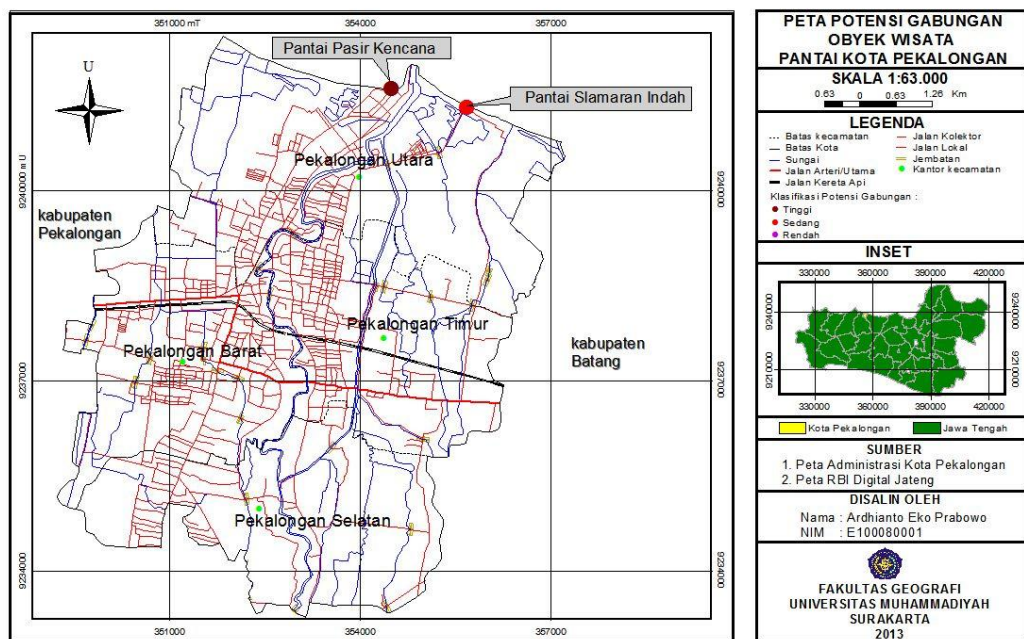 351000 mT
354000
357000
U
Pantai Pasir Kencana
Pantai Slamaran Indah
Pekalongan Utara
9240000 m U
9240000
kabupaten
Pekalongan
Pekalongan Timur
Pekalongan Barat
kabupaten
Batang
9237000
9237000
Pekalongan Selatan
9234000
9234000
351000
354000
357000
PETA POTENSI GABUNGAN
OBYEK WISATA
PANTAI KOTA PEKALONGAN
SKALA 1:63.000
0.63 0 0.63 1.26 Km
LEGENDA
Batas kecamatan
Batas Kota
Sungai
Jalan Arteri/Utama
Jalan Kereta Api
Jalan Kolektor
Jalan Lokal
Jembatan
Kantor kecamatan
Klasifikasi Potensi Gabungan :
Tinggi
Sedang
Rendah
INSET
330000 360000 390000 420000
9240000
9240000
9210000
9210000
330000 360000 390000 420000
Kota Pekalongan
Jawa Tengah
SUMBER
1. Peta Administrasi Kota Pekalongan
2. Peta RBI Digital Jateng
DISALIN OLEH
Nama : Ardhianto Eko Prabowo
NIM : E100080001
FAKULTAS GEOGRAFI
UNIVERSITAS MUHAMMADIYAH
SURAKARTA
2013